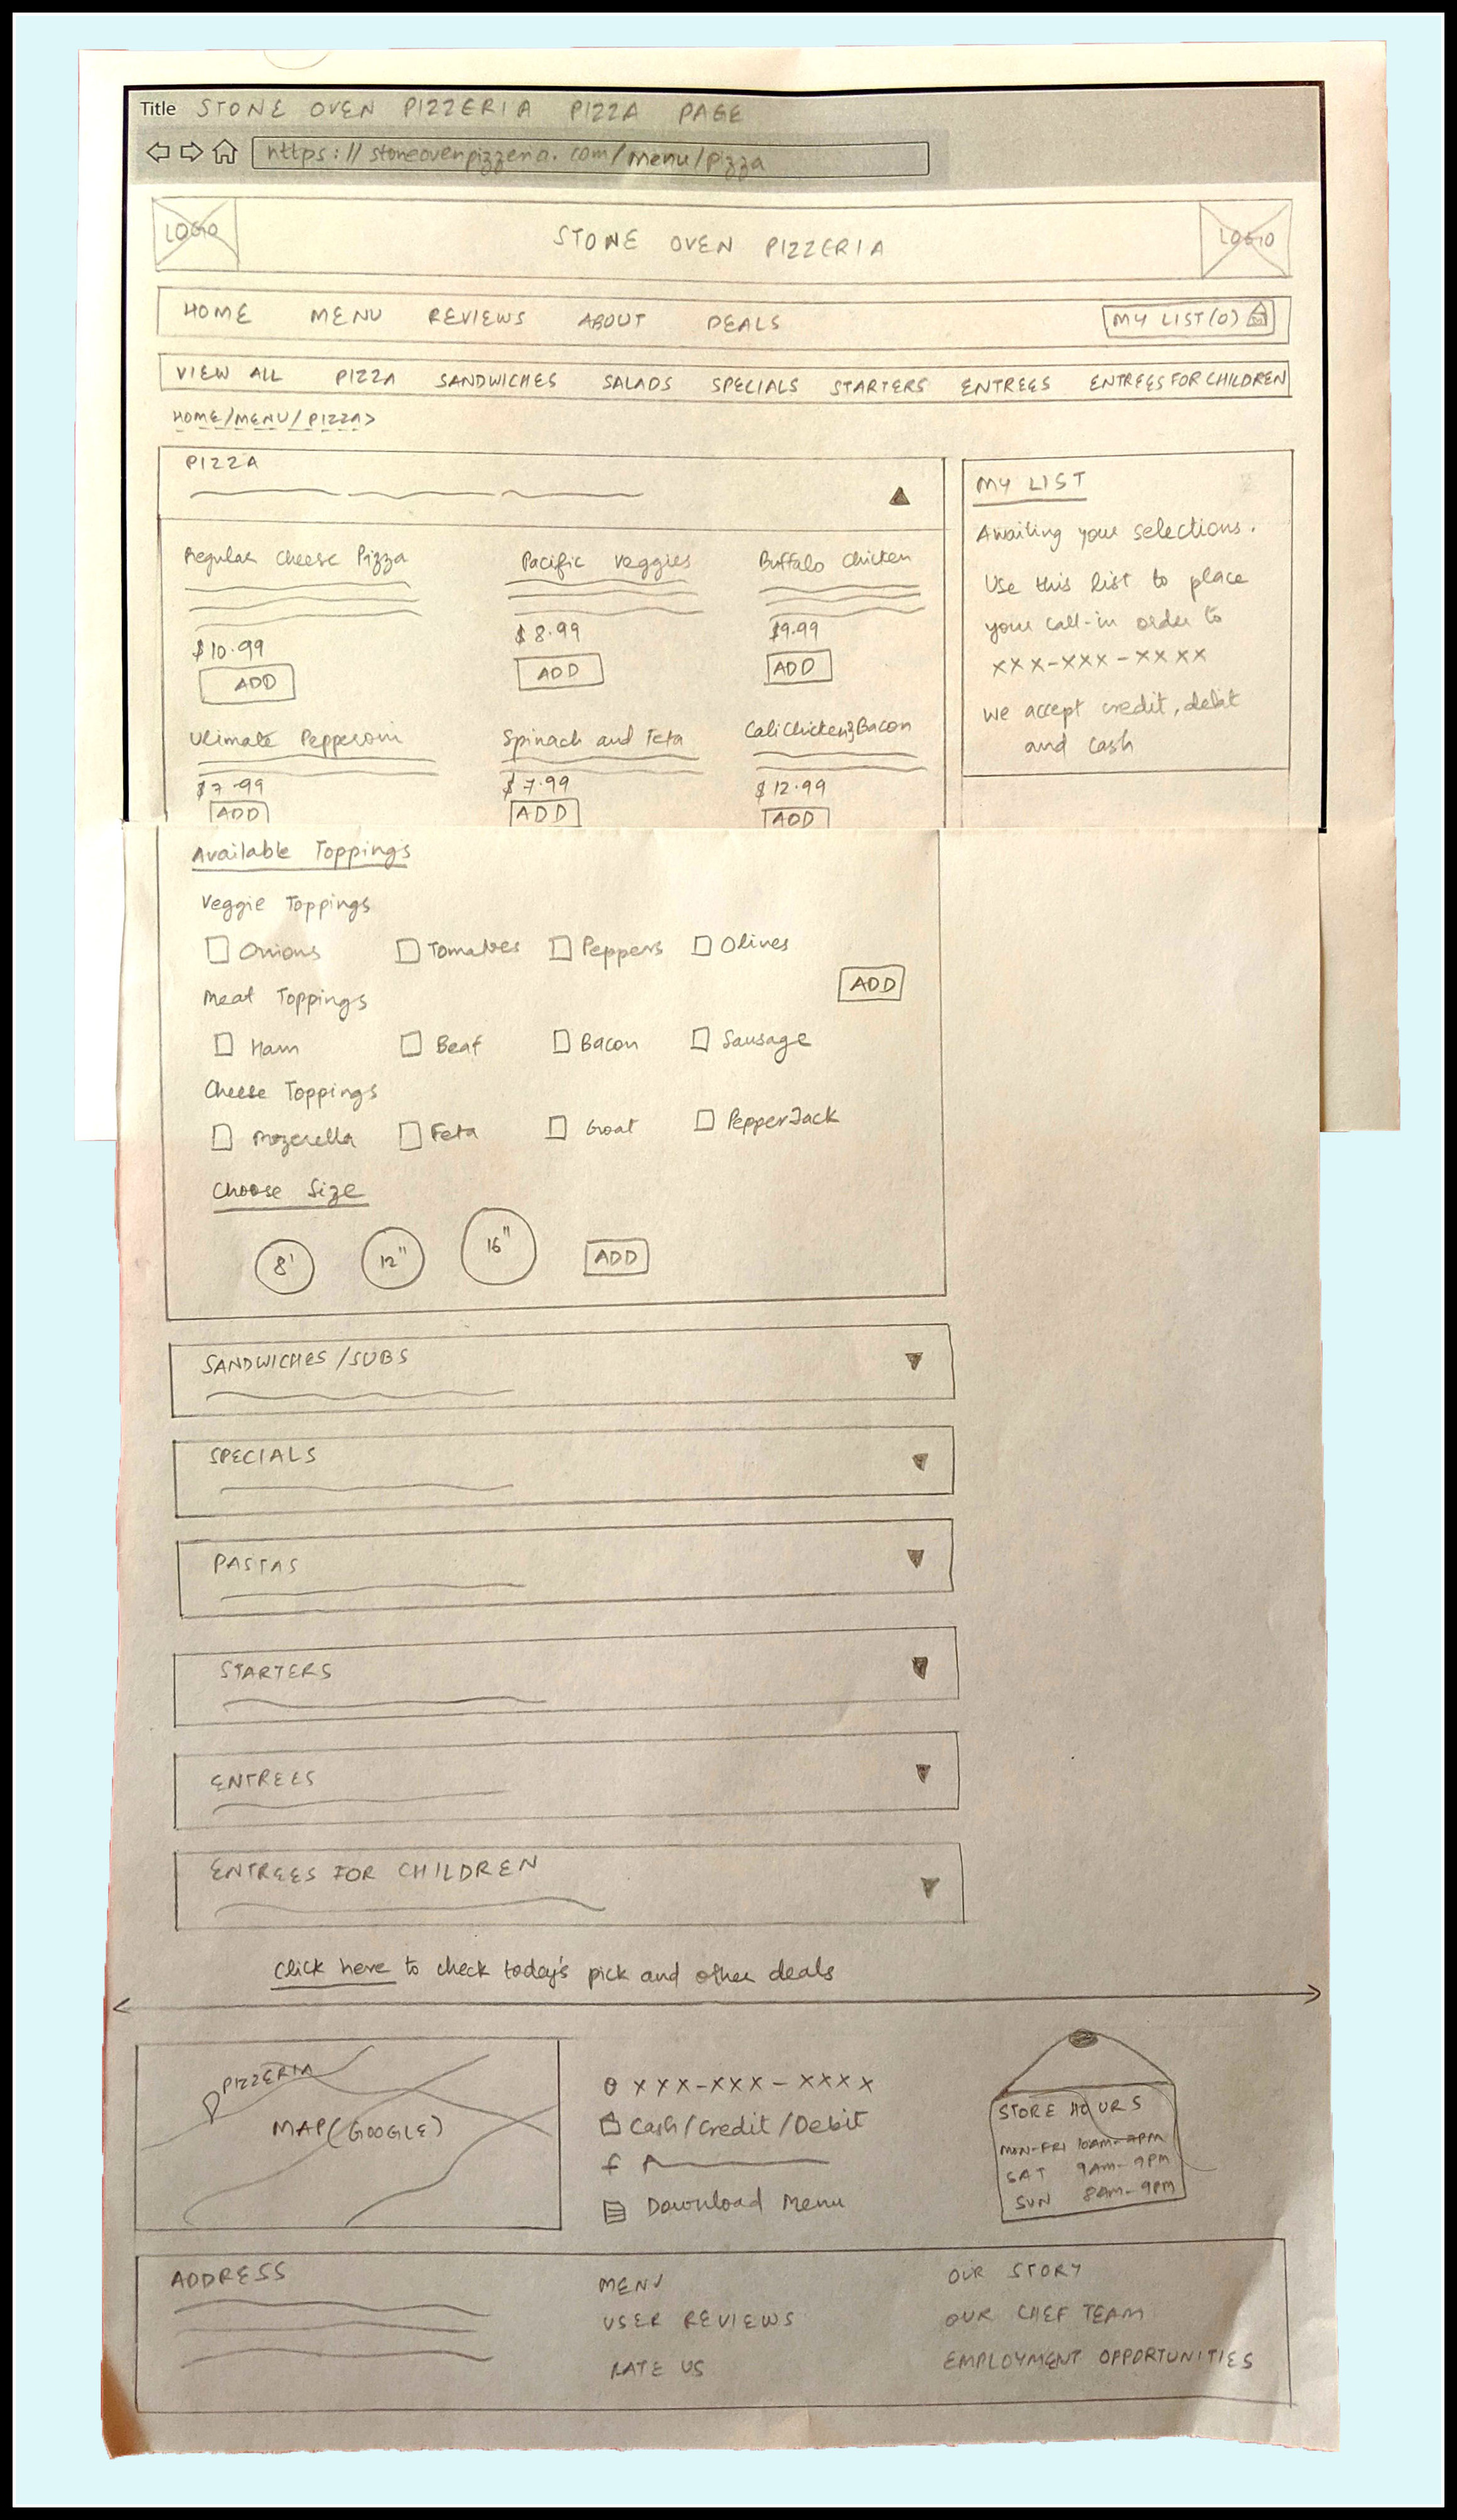 Title STONE OVEN PIZZERIA PIZZA PAGE
https://stoneovenpizzeria.com/menu/pizza
LOGO
STONE OVEN PIZZERIA
LOGO
HOME MENU REVIEWS ABOUT DEALS MY LIST(0)
VIEW ALL PIZZA SANDWICHES SALADS SPECIALS STARTERS ENTREES ENTREES FOR CHILDREN
HOME/MENU/PIZZA>
PIZZA
Regular Cheese Pizza
$10.99
ADD
Pacific Veggies
$8.99
ADD
Buffalo Chicken
$9.99
ADD
Ulimate Pepperoni
$7.99
ADD
Spinach and Feta
$7.99
ADD
Cali Chicken & Bacon
$12.99
ADD
MY LIST
Awaiting your selections.
Use this list to place
your call-in order to
xxx-xxx-xxxx
we accept credit, debit
and cash
Available Toppings
Veggie Toppings
Onions Tomatoes Peppers Olives
ADD
Meat Toppings
Ham Beaf Bacon Sausage
Cheese Toppings
Mozerella Feta Goat PepperJack
Choose Size
8' 12" 16" ADD
SANDWICHES/SUBS
SPECIALS
PASTAS
STARTERS
ENTREES
ENTREES FOR CHILDREN
Click here to check today's pick and other deals
PIZZERIA
MAP(GOOGLE)
xxx-xxx-xxxx
Cash/Credit/Debit
f
Download Menu
STORE HOURS
MON-FRI 10AM-9PM
SAT 9AM-9PM
SUN 8AM-9PM
ADDRESS
MENU
USER REVIEWS
RATE US
OUR STORY
OUR CHEF TEAM
EMPLOYMENT OPPORTUNITIES